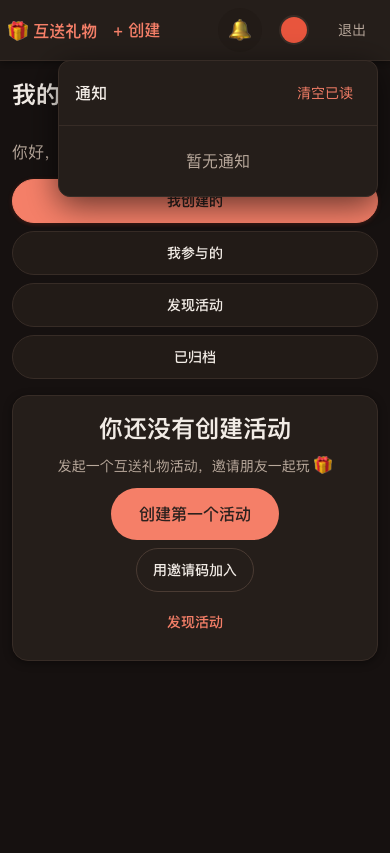 互送礼物 + 创建 退出
我的
通知 清空已读
你好,
暂无通知
我创建的
我参与的
发现活动
已归档
你还没有创建活动
发起一个互送礼物活动，邀请朋友一起玩
创建第一个活动
用邀请码加入
发现活动